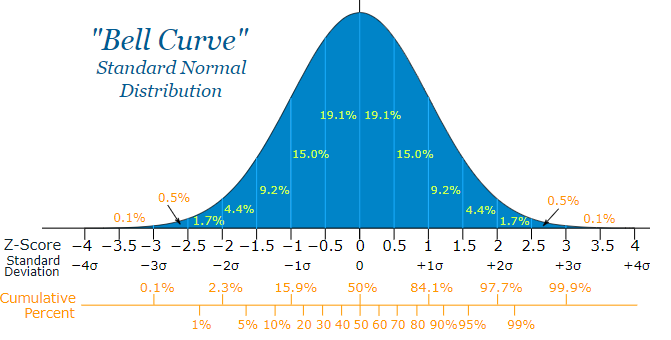 "Bell Curve"
Standard Normal
Distribution
19.1% 19.1%
15.0% 15.0%
9.2% 9.2%
0.5% 0.5%
4.4% 4.4%
0.1% 1.7% 1.7% 0.1%
Z-Score −4 −3.5 −3 −2.5 −2 −1.5 −1 −0.5 0 0.5 1 1.5 2 2.5 3 3.5 4
Standard
Deviation −4σ −3σ −2σ −1σ 0 +1σ +2σ +3σ +4σ
0.1% 2.3% 15.9% 50% 84.1% 97.7% 99.9%
Cumulative
Percent
1% 5% 10% 20 30 40 50 60 70 80 90% 95% 99%